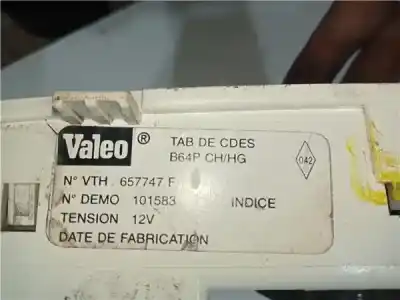 Valeo ®
TAB DE CDES
B64P CH/HG
042
N° VTH. 657747 F
N° DEMO 101583 INDICE
TENSION 12V
DATE DE FABRICATION